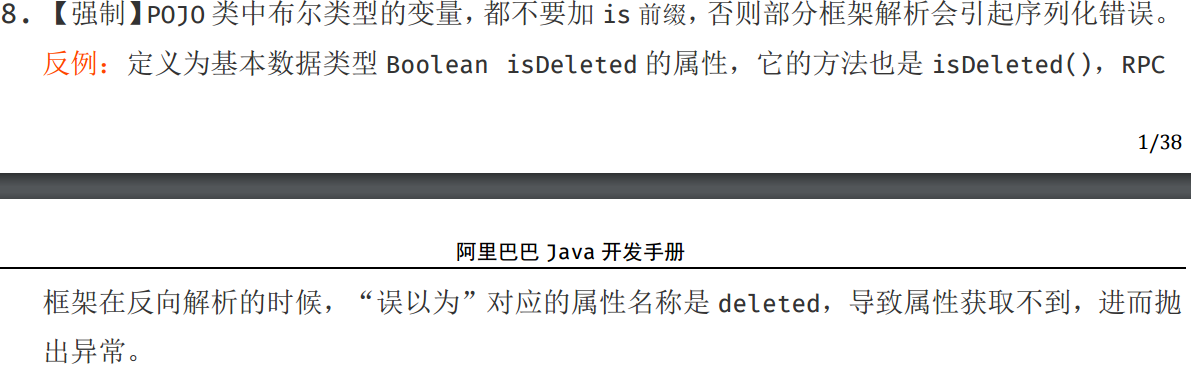 8. 【强制】POJO 类中布尔类型的变量，都不要加 is 前缀，否则部分框架解析会引起序列化错误。
反例：定义为基本数据类型 Boolean isDeleted 的属性，它的方法也是 isDeleted()，RPC
1/38
阿里巴巴 Java 开发手册
框架在反向解析的时候，“误以为”对应的属性名称是 deleted，导致属性获取不到，进而抛
出异常。